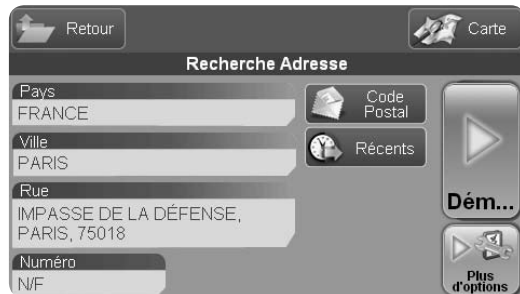 Retour
Carte
Recherche Adresse
Pays
FRANCE
Code
Postal
Ville
PARIS
Récents
Rue
IMPASSE DE LA DÉFENSE,
PARIS, 75018
Dém...
Numéro
N/F
Plus
d'options